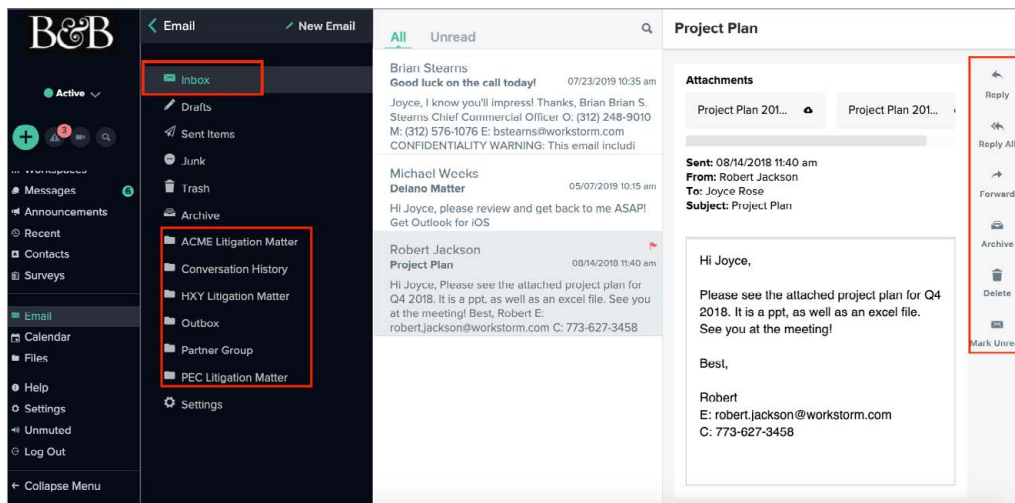 B&B
Active
3
Workspaces
Messages 6
Announcements
Recent
Contacts
Surveys
Email
Calendar
Files
Help
Settings
Unmuted
Log Out
Collapse Menu
Email
New Email
Inbox
Drafts
Sent Items
Junk
Trash
Archive
ACME Litigation Matter
Conversation History
HXY Litigation Matter
Outbox
Partner Group
PEC Litigation Matter
Settings
All Unread
Brian Stearns
Good luck on the call today! 07/23/2019 10:35 am
Joyce, I know you'll impress! Thanks, Brian Brian S.
Stearns Chief Commercial Officer O: (312) 248-9010
M: (312) 576-1076 E: bstearns@workstorm.com
CONFIDENTIALITY WARNING: This email includi
Michael Weeks
Delano Matter 05/07/2019 10:15 am
Hi Joyce, please review and get back to me ASAP!
Get Outlook for iOS
Robert Jackson
Project Plan 08/14/2018 11:40 am
Hi Joyce, Please see the attached project plan for
Q4 2018. It is a ppt, as well as an excel file. See you
at the meeting! Best, Robert E:
robert.jackson@workstorm.com C: 773-627-3458
Project Plan
Attachments
Project Plan 201... Project Plan 201...
Sent: 08/14/2018 11:40 am
From: Robert Jackson
To: Joyce Rose
Subject: Project Plan
Hi Joyce,
Please see the attached project plan for Q4
2018. It is a ppt, as well as an excel file.
See you at the meeting!
Best,
Robert
E: robert.jackson@workstorm.com
C: 773-627-3458
Reply
Reply All
Forward
Archive
Delete
Mark Unre